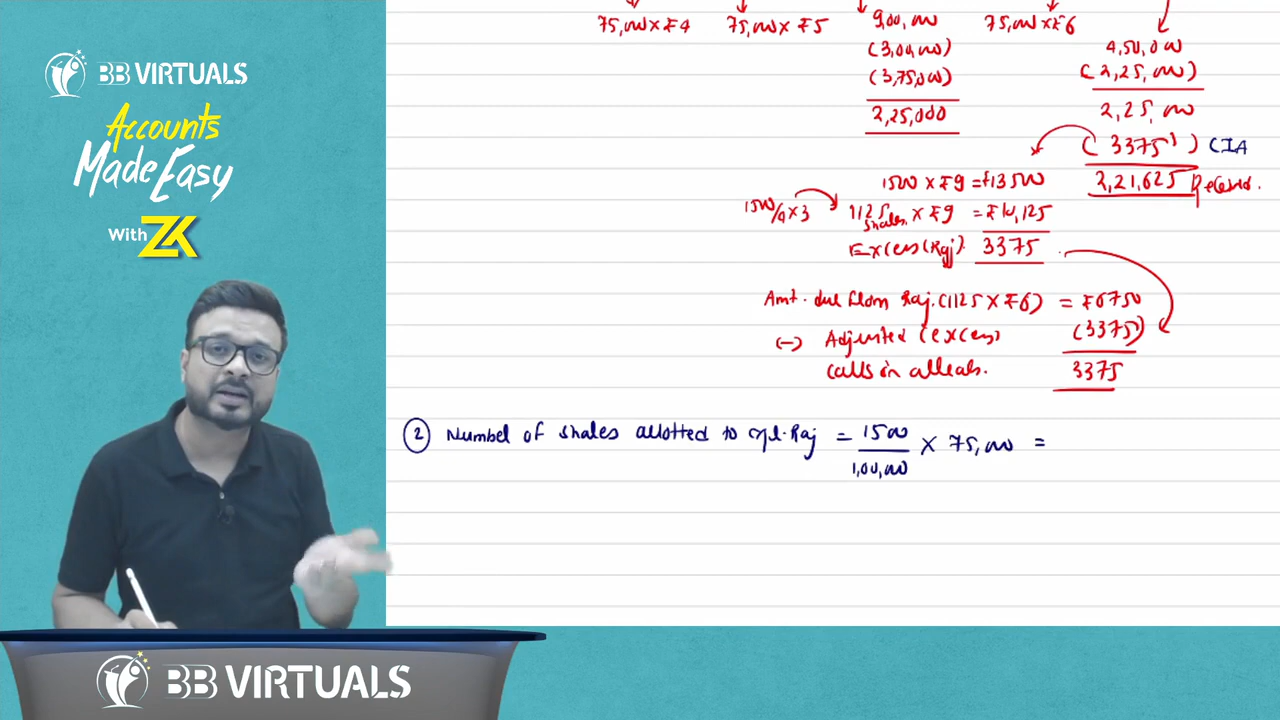 75,000 x ₹4 75,000 x ₹5 9,00,000 75,000 x ₹6
(3,00,000) 4,50,000
(3,75,000) (2,25,000)
2,25,000 2,25,000
(3375) CIA
1500 x ₹9 = ₹13500 2,21,625 Received.
1500/4 x 3 1125 shares x ₹9 = ₹10,125
Excess (Raj) 3375
Amt. due from Raj. (1125 x ₹6) = ₹6750
(-) Adjusted (excess) (3375)
calls in arrears. 3375
2 Number of shares allotted to Mr. Raj = 1500
1,00,000 x 75,000 =
BB VIRTUALS
Accounts
Made Easy
With ZK
BB VIRTUALS